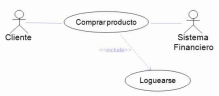 Comprar producto
Cliente
Sistema
Financiero
<<include>>
Loguearse